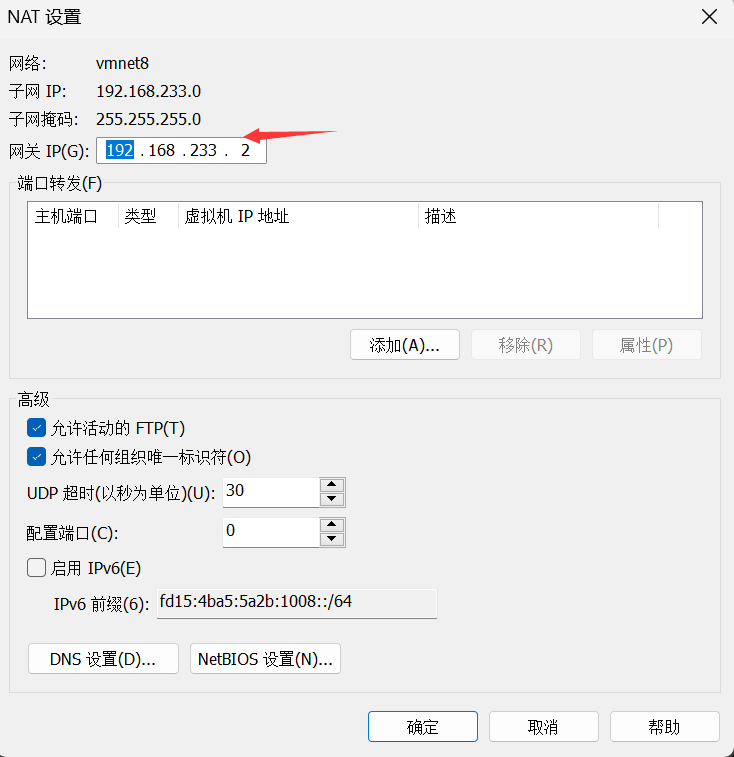 NAT 设置
网络: vmnet8
子网 IP: 192.168.233.0
子网掩码: 255.255.255.0
网关 IP(G): 192 . 168 . 233 . 2
端口转发(F)
主机端口 类型 虚拟机 IP 地址 描述
添加(A)... 移除(R) 属性(P)
高级
允许活动的 FTP(T)
允许任何组织唯一标识符(O)
UDP 超时(以秒为单位)(U): 30
配置端口(C): 0
启用 IPv6(E)
IPv6 前缀(6): fd15:4ba5:5a2b:1008::/64
DNS 设置(D)... NetBIOS 设置(N)...
确定 取消 帮助